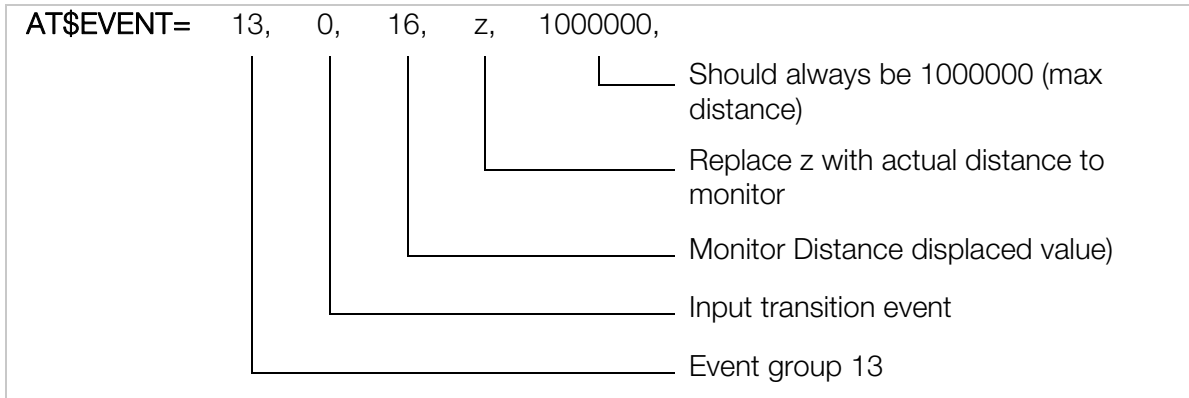 AT$EVENT= 13, 0, 16, z, 1000000,
Should always be 1000000 (max
distance)
Replace z with actual distance to
monitor
Monitor Distance displaced value)
Input transition event
Event group 13